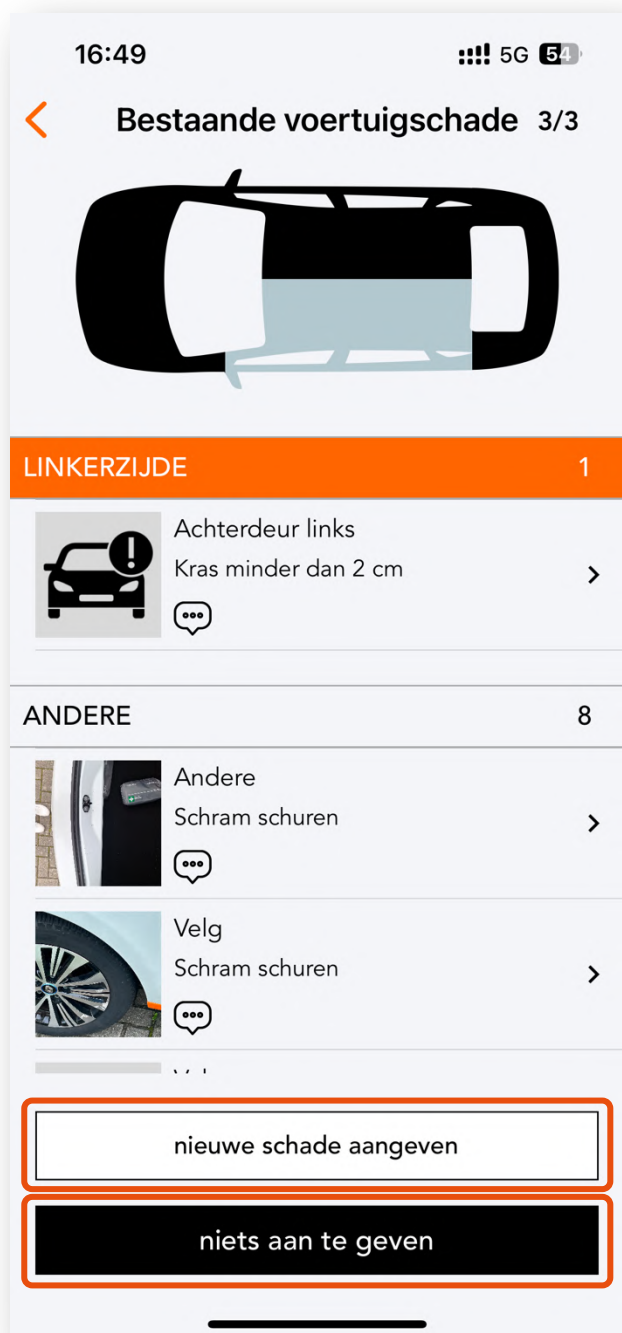 16:49
5G 54
Bestaande voertuigschade 3/3
LINKERZIJDE 1
Achterdeur links
Kras minder dan 2 cm
ANDERE 8
Andere
Schram schuren
Velg
Schram schuren
nieuwe schade aangeven
niets aan te geven